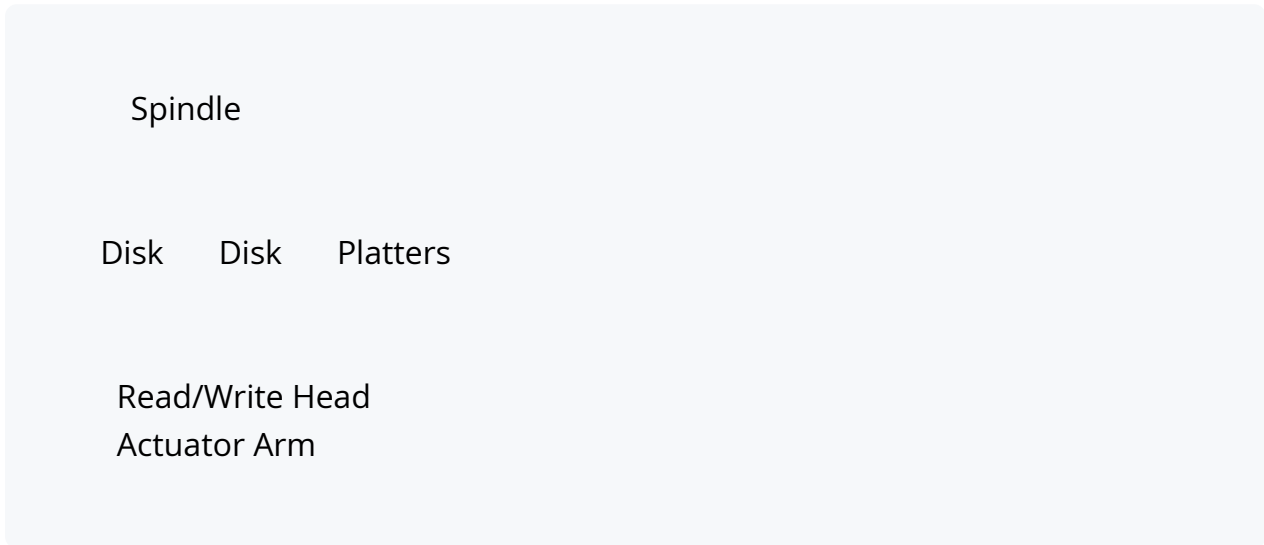 Spindle
Disk Disk Platters
Read/Write Head
Actuator Arm